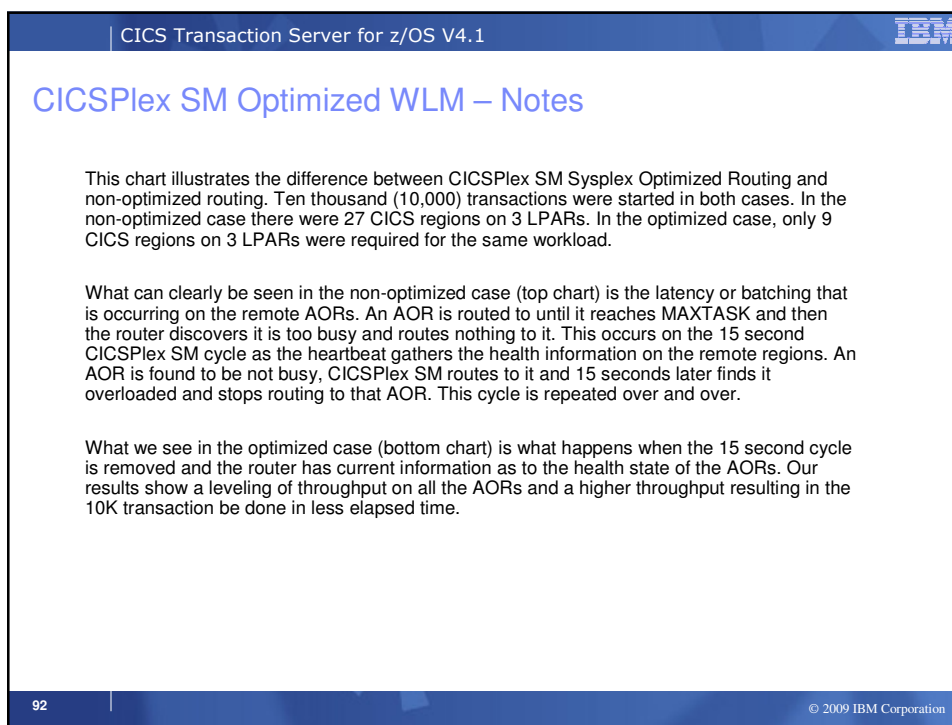 CICS Transaction Server for z/OS V4.1
IBM
CICSPlex SM Optimized WLM – Notes
This chart illustrates the difference between CICSPlex SM Sysplex Optimized Routing and
non-optimized routing. Ten thousand (10,000) transactions were started in both cases. In the
non-optimized case there were 27 CICS regions on 3 LPARs. In the optimized case, only 9
CICS regions on 3 LPARs were required for the same workload.
What can clearly be seen in the non-optimized case (top chart) is the latency or batching that
is occurring on the remote AORs. An AOR is routed to until it reaches MAXTASK and then
the router discovers it is too busy and routes nothing to it. This occurs on the 15 second
CICSPlex SM cycle as the heartbeat gathers the health information on the remote regions. An
AOR is found to be not busy, CICSPlex SM routes to it and 15 seconds later finds it
overloaded and stops routing to that AOR. This cycle is repeated over and over.
What we see in the optimized case (bottom chart) is what happens when the 15 second cycle
is removed and the router has current information as to the health state of the AORs. Our
results show a leveling of throughput on all the AORs and a higher throughput resulting in the
10K transaction be done in less elapsed time.
92
© 2009 IBM Corporation